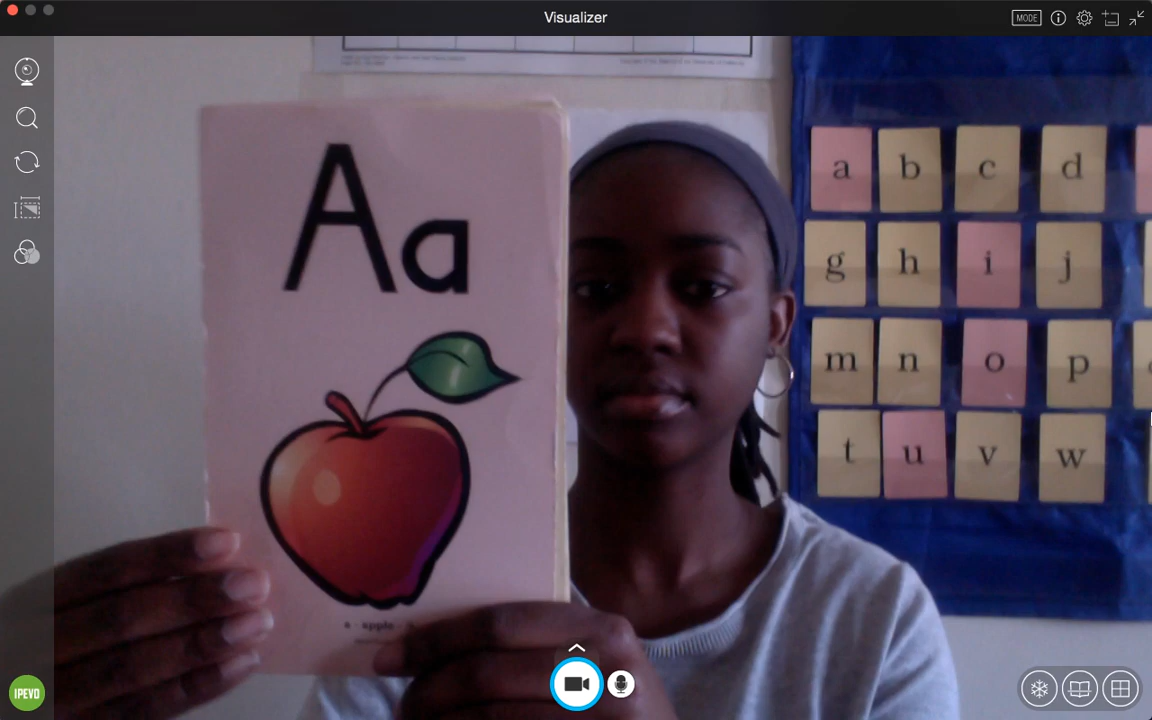 Visualizer
MODE
Aa
a b c d
g h i j
m n o p
t u v w
a apple
IPEVO